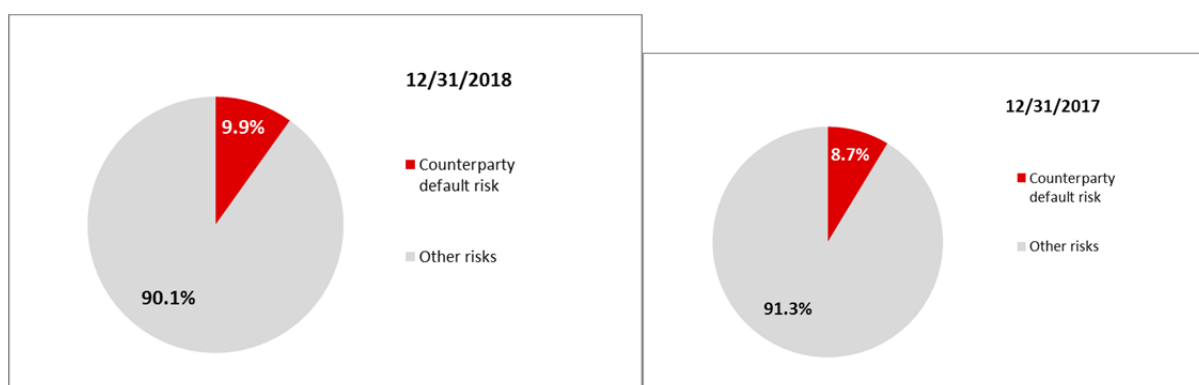 12/31/2018
9.9%
Counterparty
default risk
Other risks
90.1%
12/31/2017
8.7%
Counterparty
default risk
Other risks
91.3%